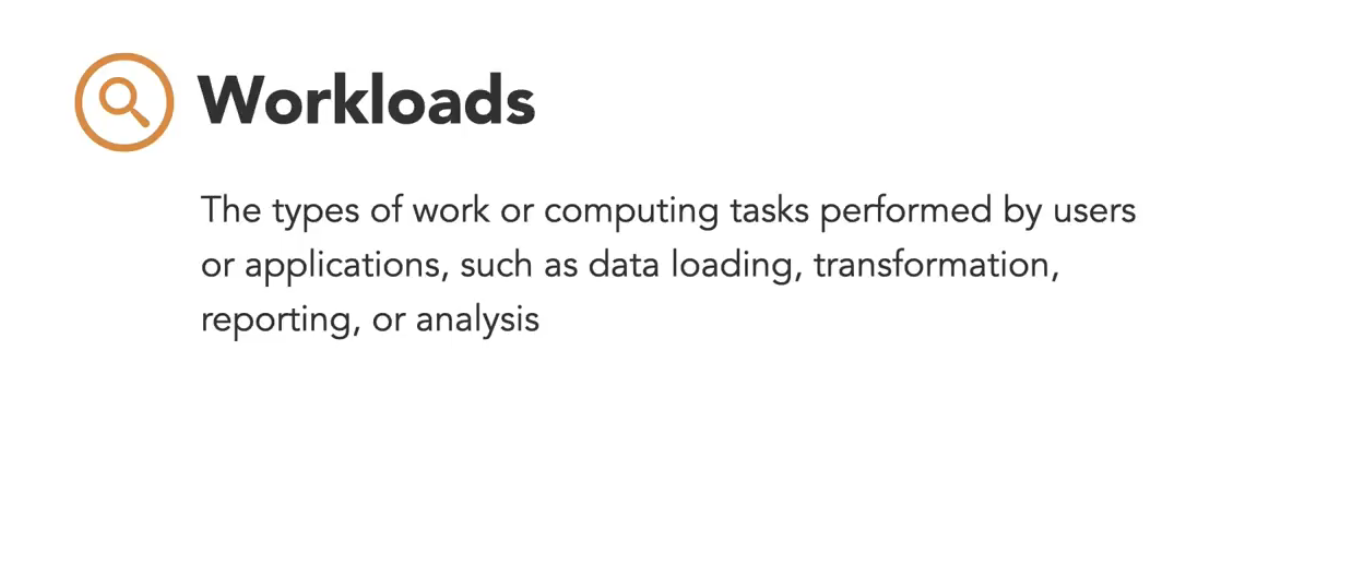 Workloads
The types of work or computing tasks performed by users
or applications, such as data loading, transformation,
reporting, or analysis